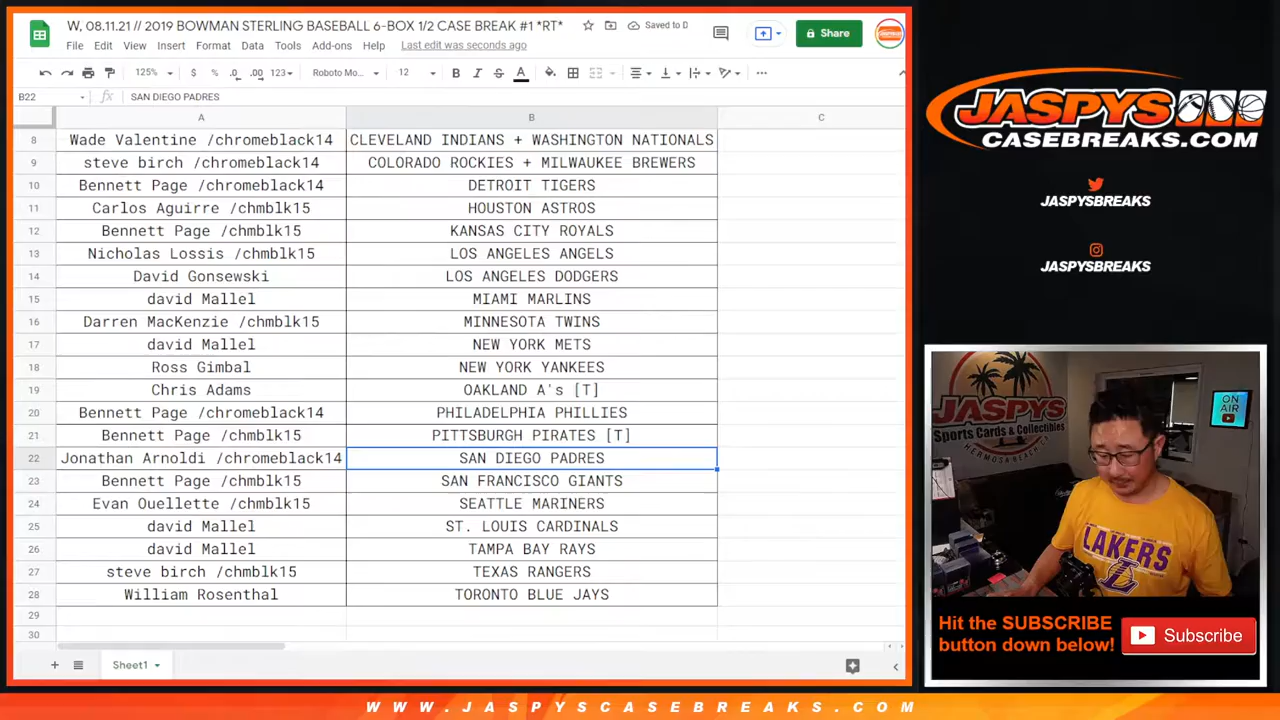 W, 08.11.21 // 2019 BOWMAN STERLING BASEBALL 6-BOX 1/2 CASE BREAK #1 *RT*
Saved to D
Share
File Edit View Insert Format Data Tools Add-ons Help Last edit was seconds ago
125% $ % .0 .00 123 Roboto Mo... 12 B I S A
B22 fx SAN DIEGO PADRES
A B C
8 Wade Valentine /chromeblack14 CLEVELAND INDIANS + WASHINGTON NATIONALS
9 steve birch /chromeblack14 COLORADO ROCKIES + MILWAUKEE BREWERS
10 Bennett Page /chromeblack14 DETROIT TIGERS
11 Carlos Aguirre /chmblk15 HOUSTON ASTROS
12 Bennett Page /chmblk15 KANSAS CITY ROYALS
13 Nicholas Lossis /chmblk15 LOS ANGELES ANGELS
14 David Gonsewski LOS ANGELES DODGERS
15 david Mallel MIAMI MARLINS
16 Darren MacKenzie /chmblk15 MINNESOTA TWINS
17 david Mallel NEW YORK METS
18 Ross Gimbal NEW YORK YANKEES
19 Chris Adams OAKLAND A's [T]
20 Bennett Page /chromeblack14 PHILADELPHIA PHILLIES
21 Bennett Page /chmblk15 PITTSBURGH PIRATES [T]
22 Jonathan Arnoldi /chromeblack14 SAN DIEGO PADRES
23 Bennett Page /chmblk15 SAN FRANCISCO GIANTS
24 Evan Ouellette /chmblk15 SEATTLE MARINERS
25 david Mallel ST. LOUIS CARDINALS
26 david Mallel TAMPA BAY RAYS
27 steve birch /chmblk15 TEXAS RANGERS
28 William Rosenthal TORONTO BLUE JAYS
29
30
Sheet1
JASPYS
CASEBREAKS.COM
JASPYSBREAKS
JASPYSBREAKS
JASPYS
Sports Cards & Collectibles
HERMOSA BEACH
ON
AIR
LAKERS
L
Hit the SUBSCRIBE
button down below!
Subscribe
WWW.JASPYSCASEBREAKS.COM